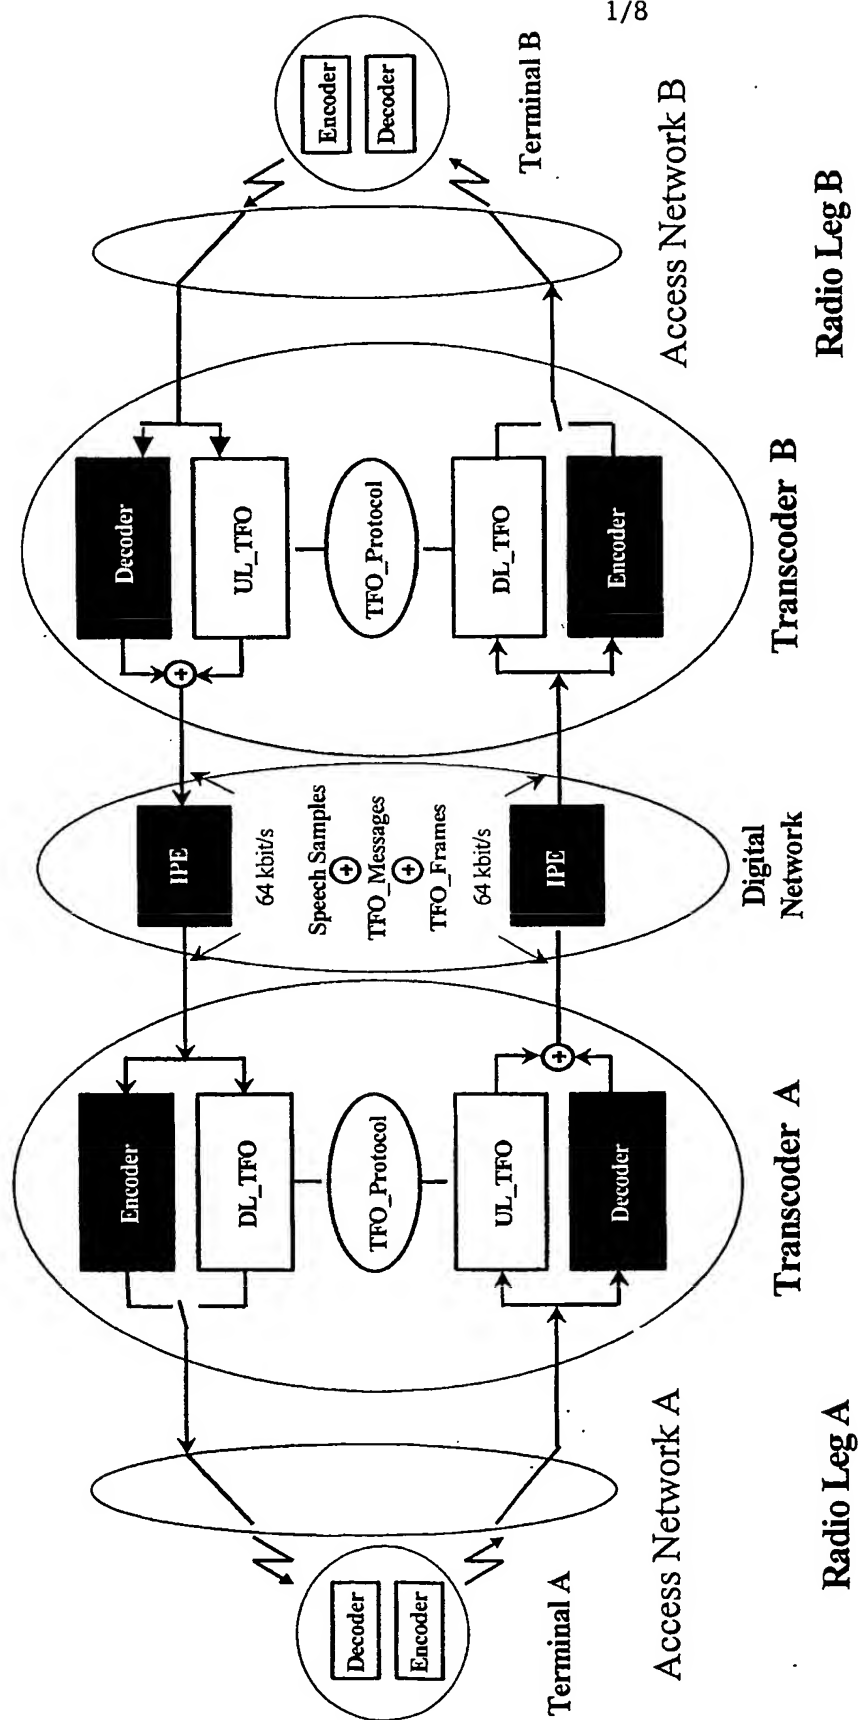 1/8
Decoder
Encoder
Terminal A
Access Network A
Radio Leg A
Encoder
DL_TFO
TFO_Protocol
UL_TFO
Decoder
Transcoder A
IPE
64 kbit/s
Speech Samples
+
TFO_Messages
+
TFO_Frames
64 kbit/s
IPE
Digital
Network
+
+
Decoder
UL_TFO
TFO_Protocol
DL_TFO
Encoder
Transcoder B
Encoder
Decoder
Terminal B
Access Network B
Radio Leg B